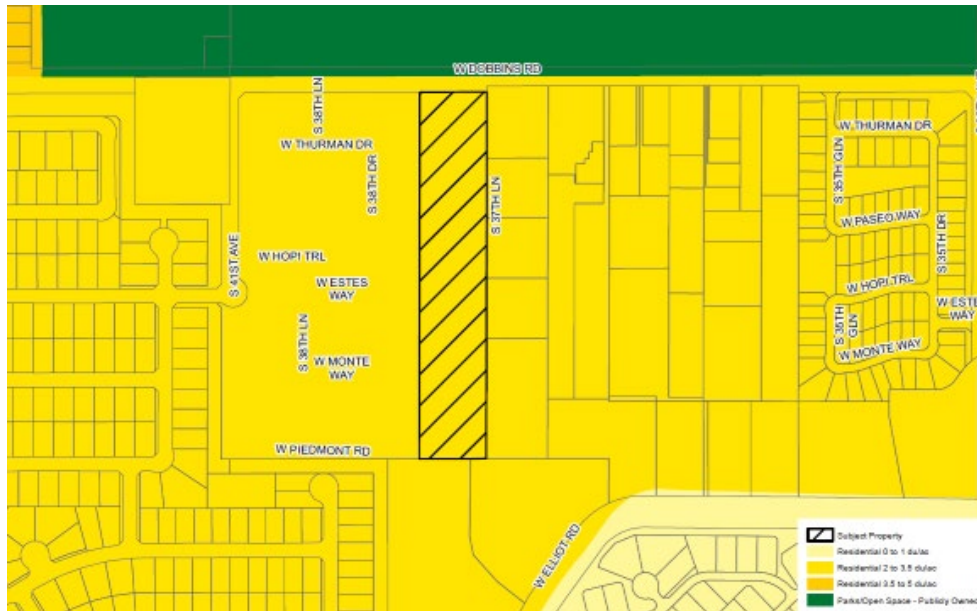 W DOBBINS RD
S 38TH LN
W THURMAN DR
S 38TH DR
S 37TH LN
W HOPI TRL
S 41ST AVE
W ESTES
WAY
S 38TH LN
W MONTE
WAY
W PIEDMONT RD
W ELLIOT RD
W THURMAN DR
S 35TH GLN
W PASEO WAY
S 35TH DR
W HOPI TRL
W ESTE
WAY
S 35TH
GLN
W MONTE WAY
Subject Property
Residential 0 to 1 du/ac
Residential 2 to 3.5 du/ac
Residential 3.5 to 5 du/ac
Parks/Open Space - Publicly Owned